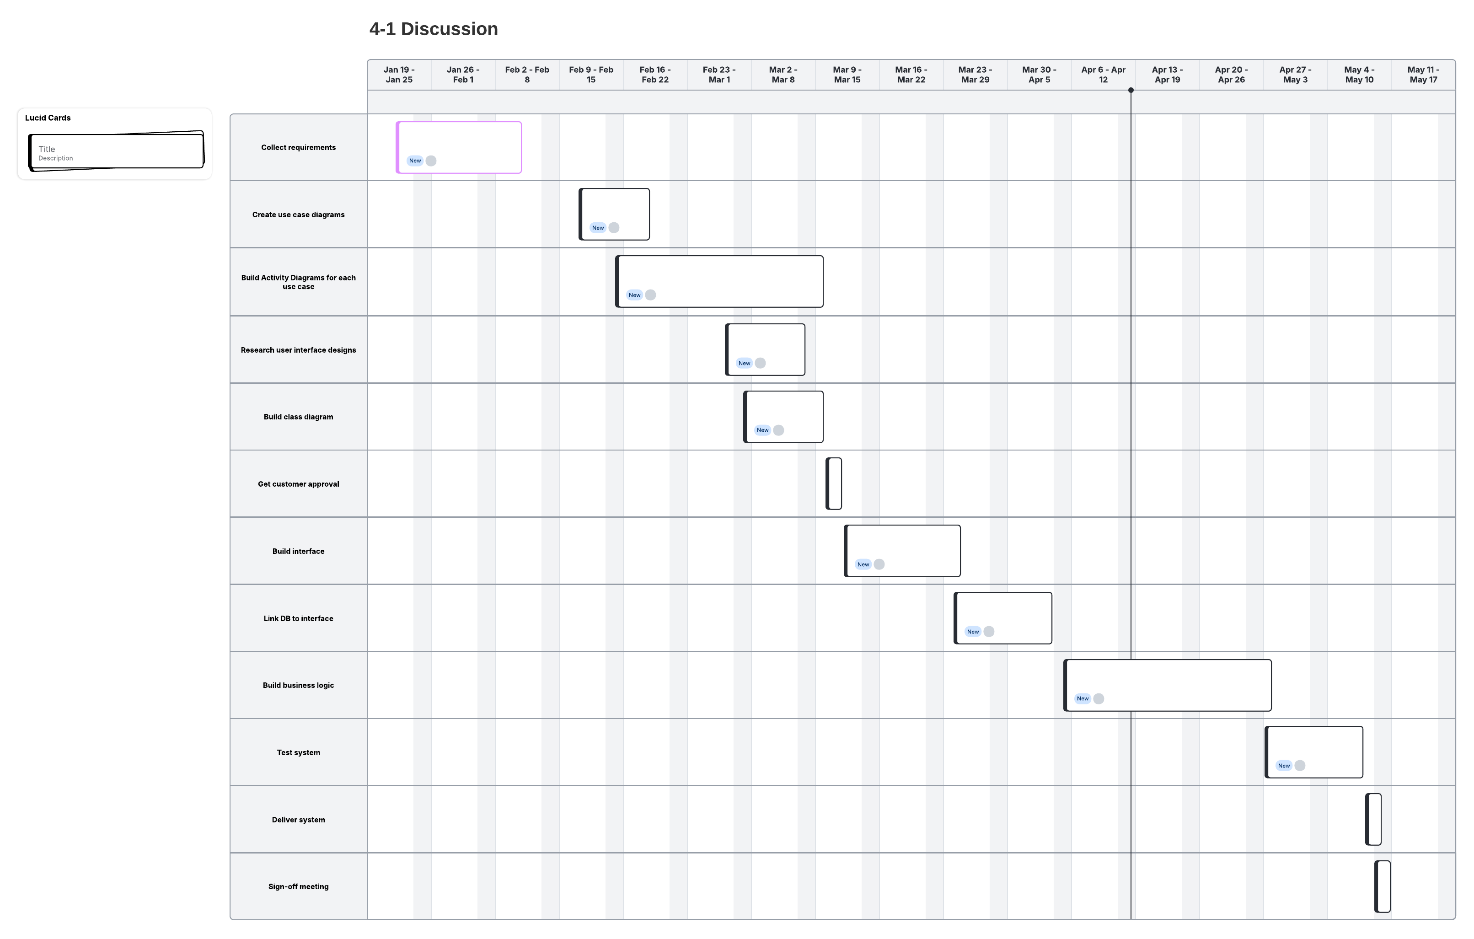 4-1 Discussion
Jan 19 -
Jan 25
Jan 26 -
Feb 1
Feb 2 - Feb
8
Feb 9 - Feb
15
Feb 16 -
Feb 22
Feb 23 -
Mar 1
Mar 2 -
Mar 8
Mar 9 -
Mar 15
Mar 16 -
Mar 22
Mar 23 -
Mar 29
Mar 30 -
Apr 5
Apr 6 - Apr
12
Apr 13 -
Apr 19
Apr 20 -
Apr 26
Apr 27 -
May 3
May 4 -
May 10
May 11 -
May 17
Lucid Cards
Title
Description
Collect requirements
New
Create use case diagrams
New
Build Activity Diagrams for each
use case
New
Research user interface designs
New
Build class diagram
New
Get customer approval
Build interface
New
Link DB to interface
New
Build business logic
New
Test system
New
Deliver system
Sign-off meeting